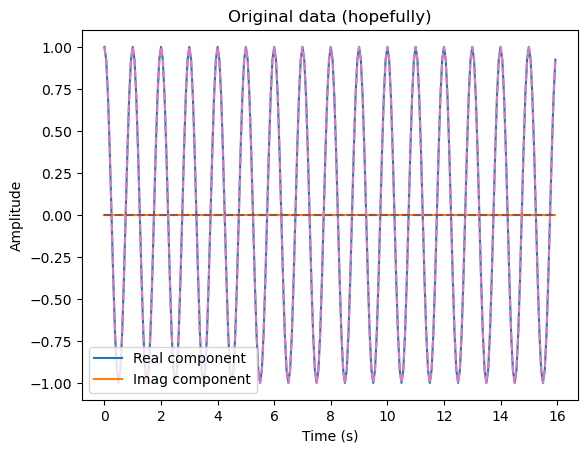 Original data (hopefully)
1.00
0.75
0.50
0.25
0.00
−0.25
−0.50
−0.75
−1.00
Amplitude
Real component
Imag component
0 2 4 6 8 10 12 14 16
Time (s)